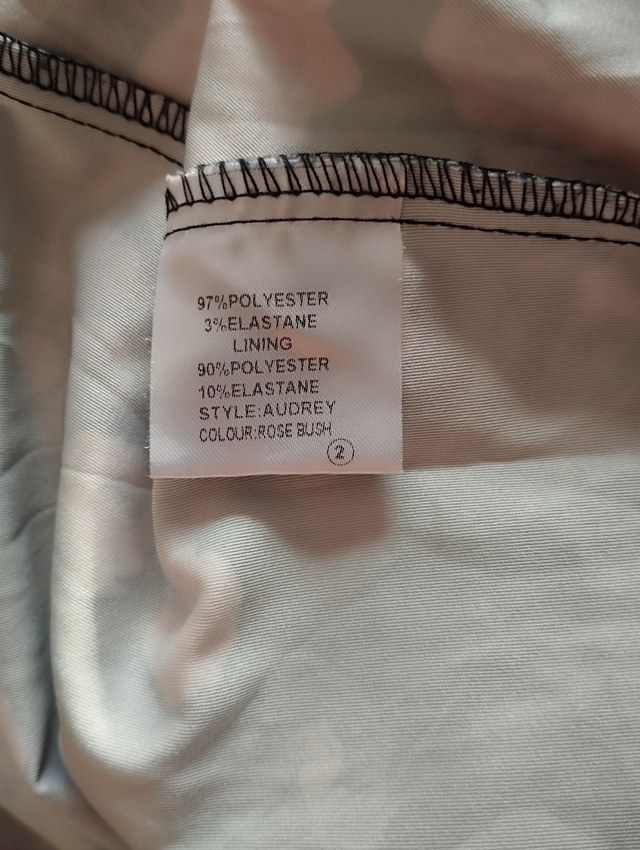 97%POLYESTER
3%ELASTANE
LINING
90%POLYESTER
10%ELASTANE
STYLE:AUDREY
COLOUR:ROSE BUSH
2